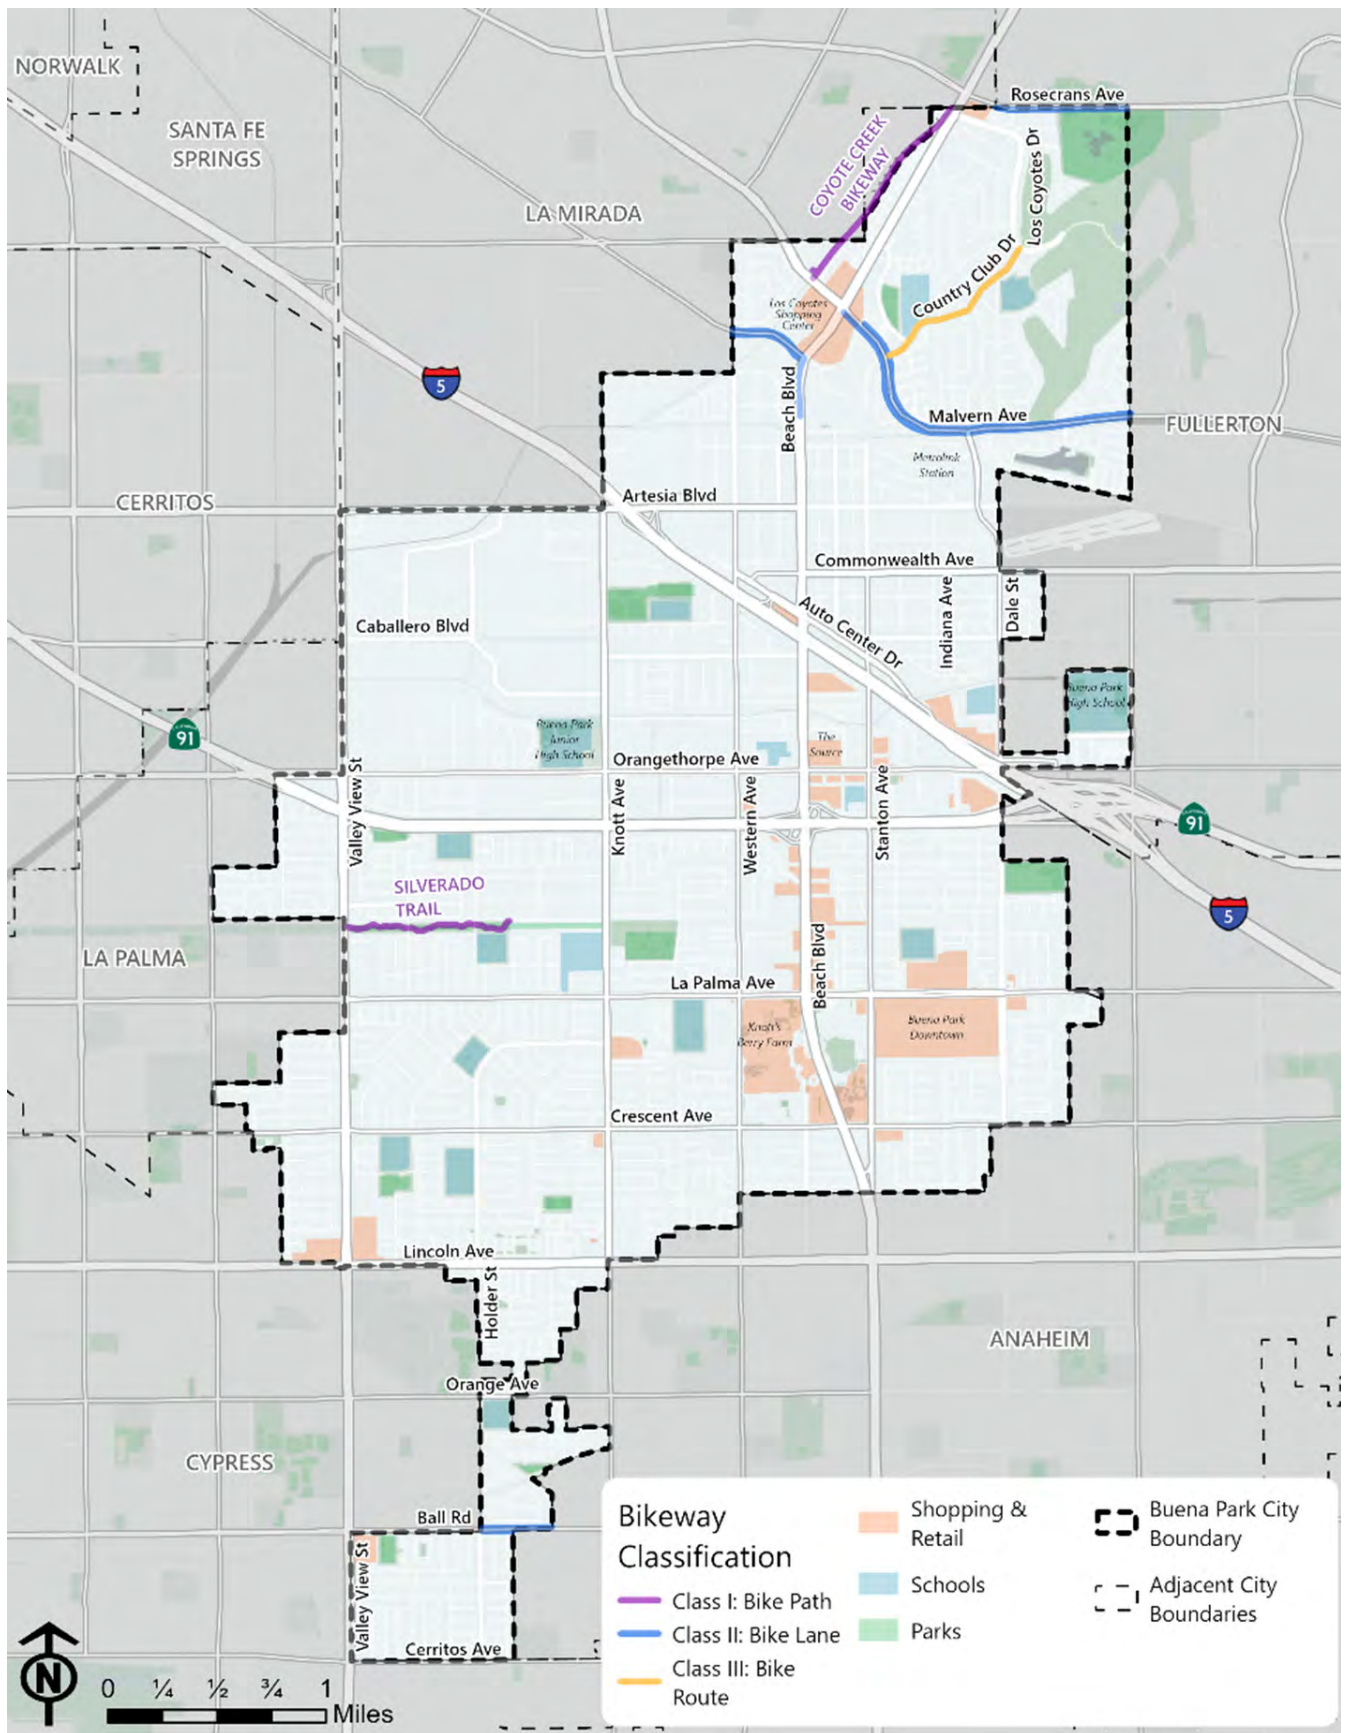 NORWALK
SANTA FE
SPRINGS
Rosecrans Ave
COYOTE CREEK
BIKEWAY
Los Coyotes Dr
LA MIRADA
Country Club Dr
Los Coyotes
Shopping
Center
5
Beach Blvd
Malvern Ave
FULLERTON
Metrolink
Station
CERRITOS
Artesia Blvd
Commonwealth Ave
Indiana Ave
Dale St
Auto Center Dr
Caballero Blvd
Buena Park
High School
91
Buena Park
Junior
High School
The
Source
Orangethorpe Ave
Valley View St
Knott Ave
Western Ave
Stanton Ave
91
SILVERADO
TRAIL
5
Beach Blvd
LA PALMA
La Palma Ave
Knott's
Berry Farm
Buena Park
Downtown
Crescent Ave
Lincoln Ave
Holder St
ANAHEIM
Orange Ave
CYPRESS
Ball Rd
Valley View St
Cerritos Ave
N
0 ¼ ½ ¾ 1
Miles
Bikeway
Classification
Class I: Bike Path
Class II: Bike Lane
Class III: Bike
Route
Shopping &
Retail
Schools
Parks
Buena Park City
Boundary
Adjacent City
Boundaries